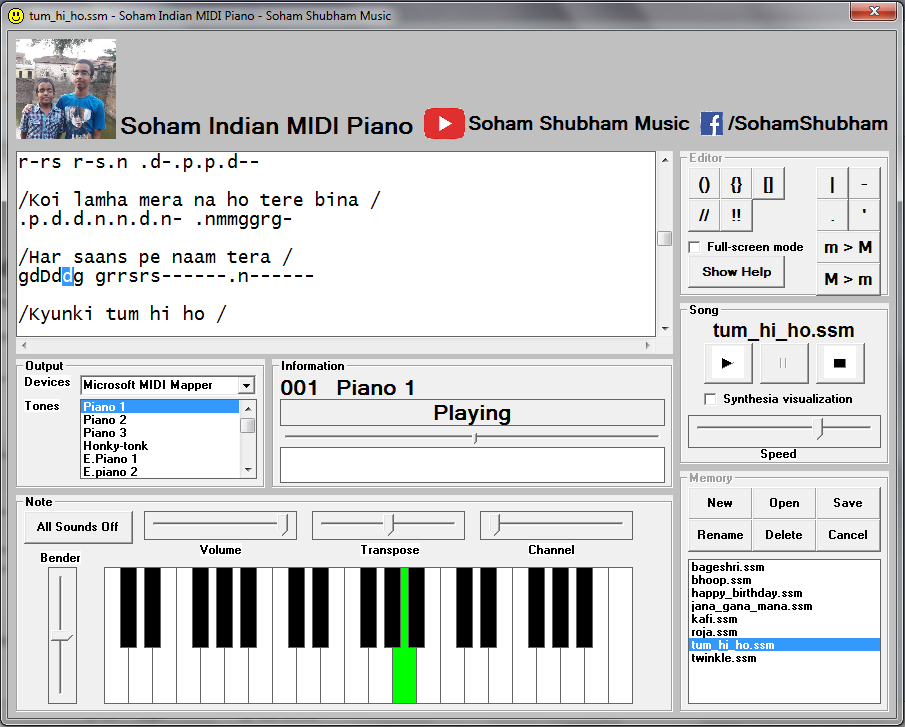 tum_hi_ho.ssm - Soham Indian MIDI Piano - Soham Shubham Music
Soham Indian MIDI Piano
Soham Shubham Music
/SohamShubham
r-rs r-s.n .d-.p.p.d--
/Koi lamha mera na ho tere bina /
.p.d.d.n.n.d.n- .nmmggrg-
/Har saans pe naam tera /
gdDddg grrsrs------.n------
/Kyunki tum hi ho /
Editor
() {} [] | -
// !! . '
Full-screen mode
m > M
Show Help
M > m
Song
tum_hi_ho.ssm
Synthesia visualization
Speed
Output
Devices
Microsoft MIDI Mapper
Tones
Piano 1
Piano 2
Piano 3
Honky-tonk
E.Piano 1
E.piano 2
Information
001 Piano 1
Playing
Note
All Sounds Off
Volume
Transpose
Channel
Bender
Memory
New Open Save
Rename Delete Cancel
bageshri.ssm
bhoop.ssm
happy_birthday.ssm
jana_gana_mana.ssm
kafi.ssm
roja.ssm
tum_hi_ho.ssm
twinkle.ssm